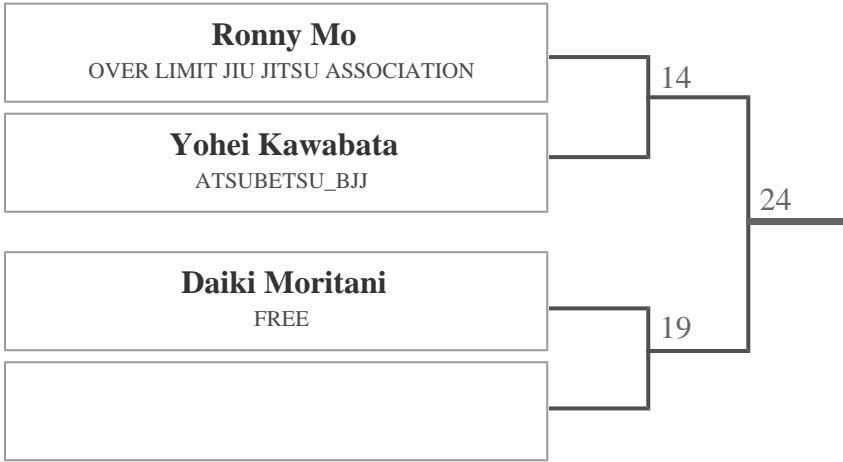 Ronny Mo
OVER LIMIT JIU JITSU ASSOCIATION
14
Yohei Kawabata
ATSUBETSU_BJJ
24
Daiki Moritani
FREE
19